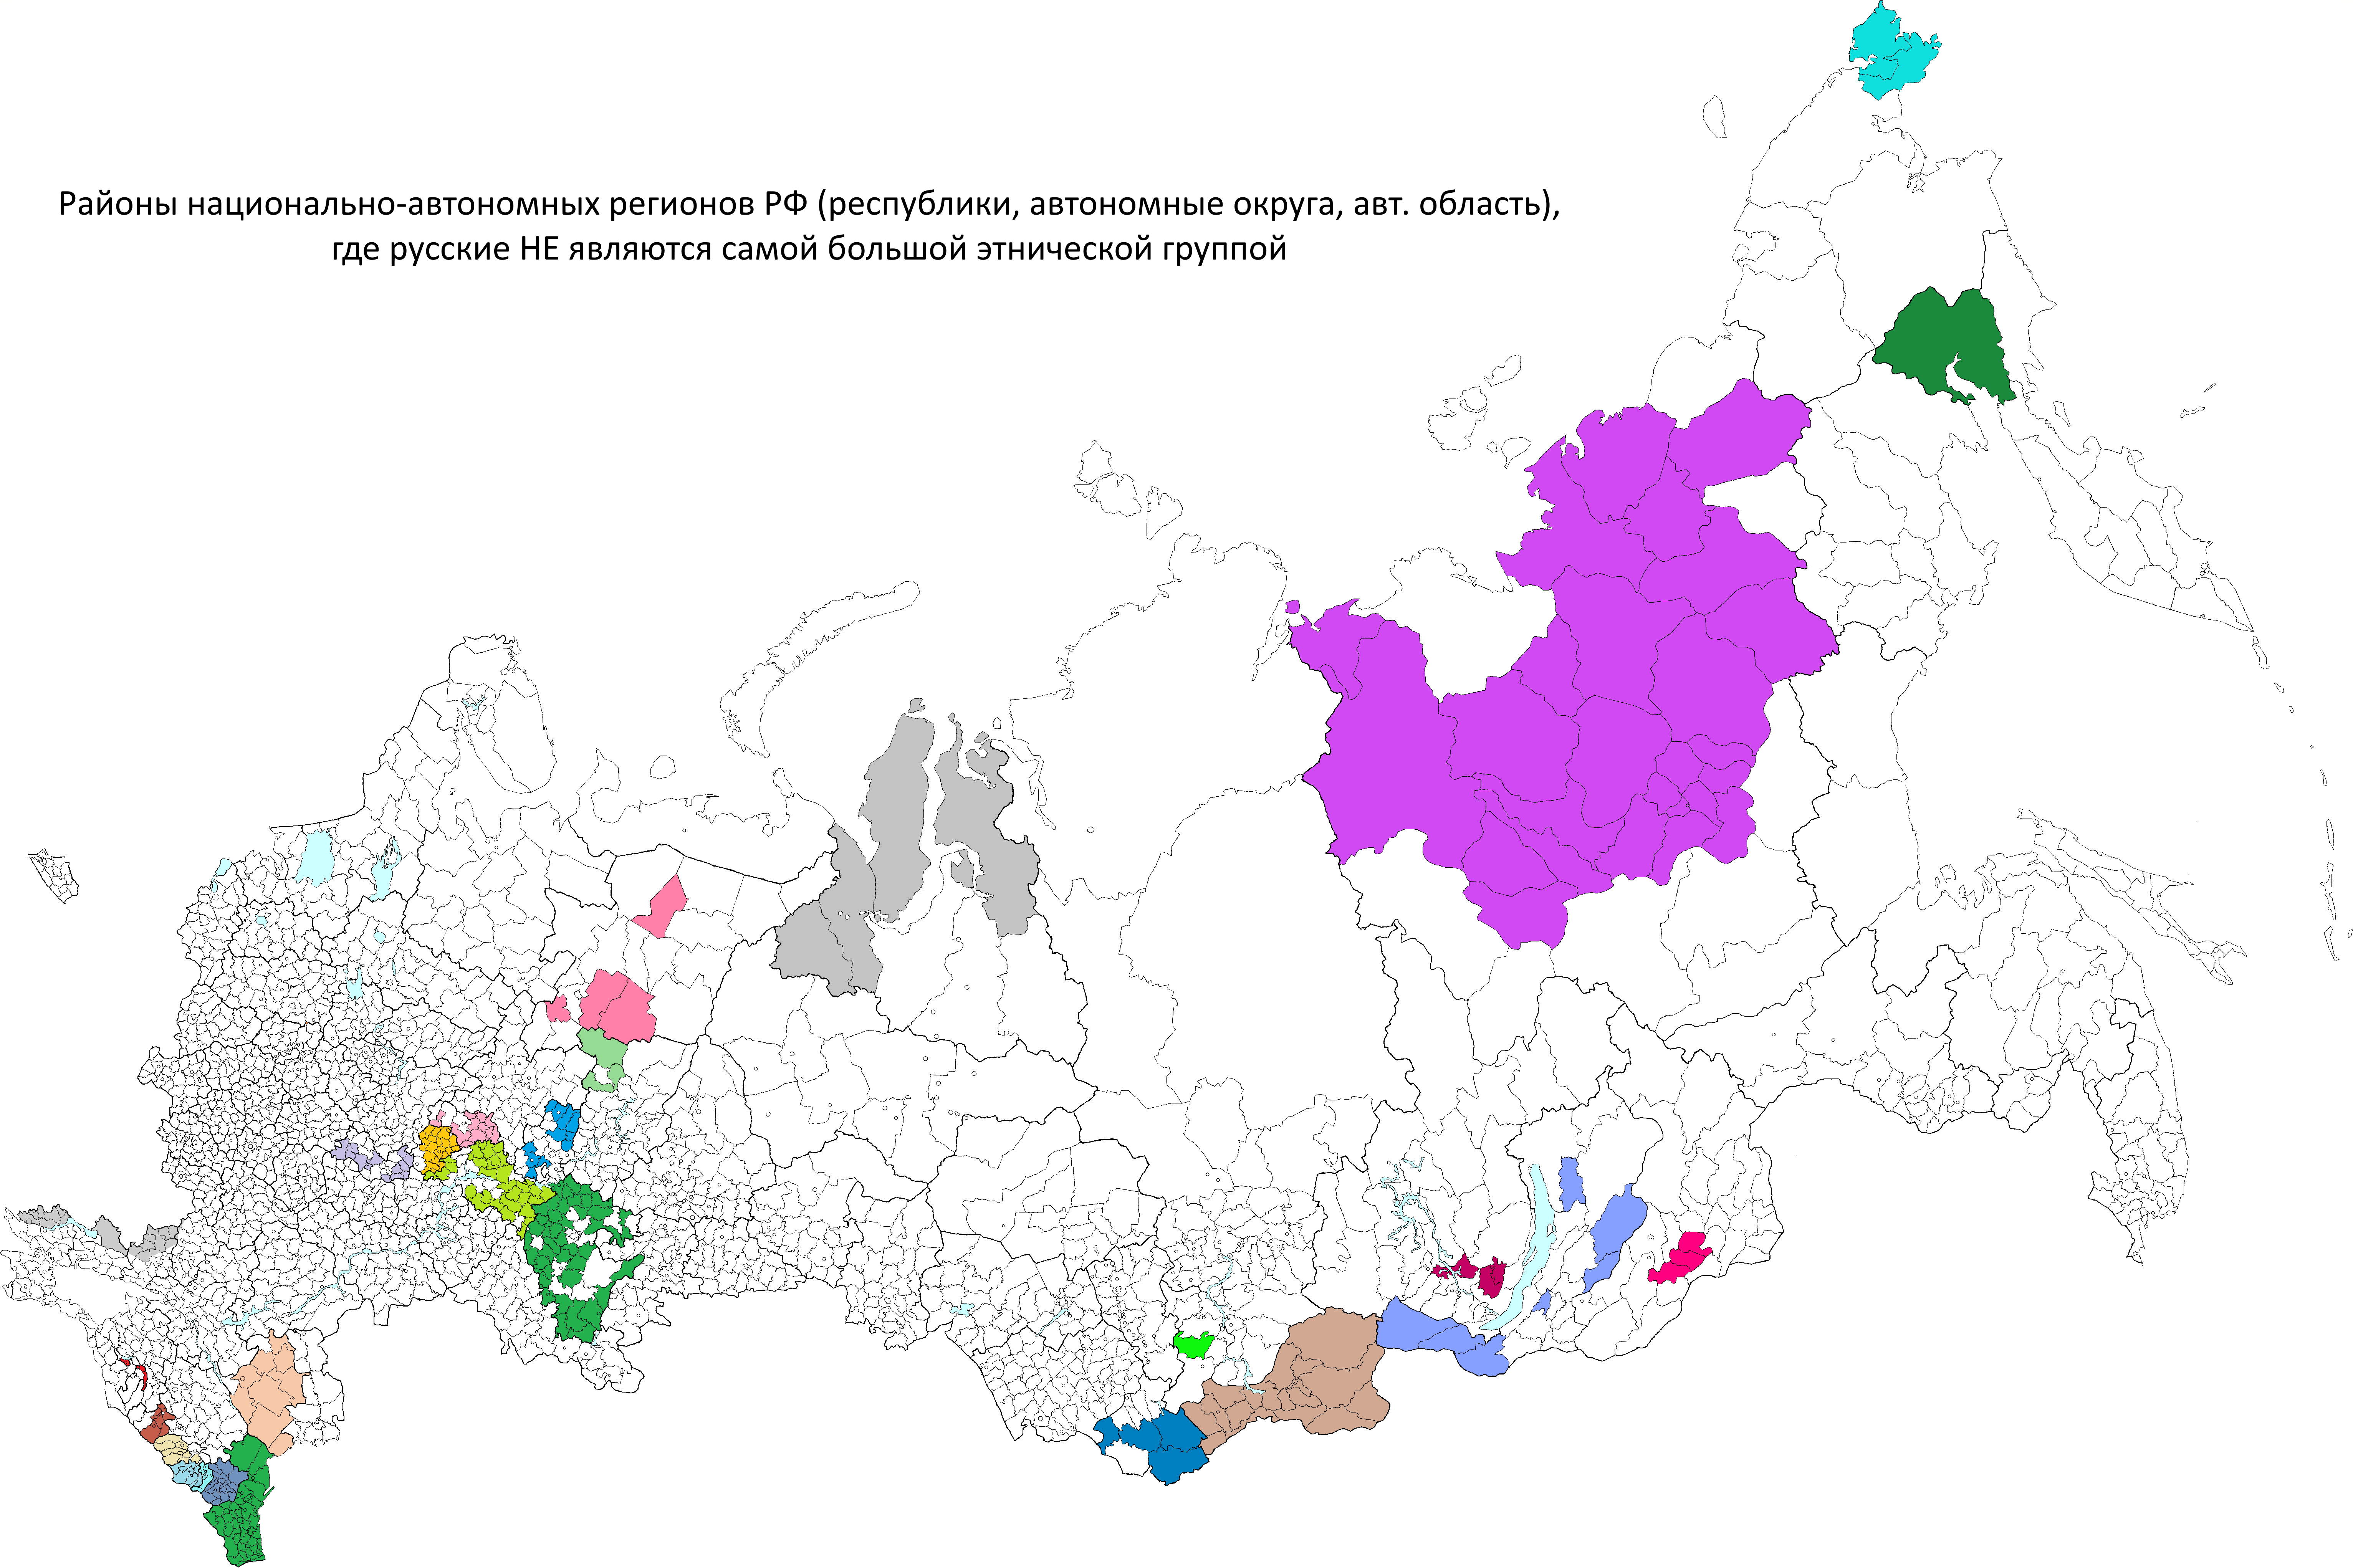 Районы национально-автономных регионов РФ (республики, автономные округа, авт. область),
где русские НЕ являются самой большой этнической группой